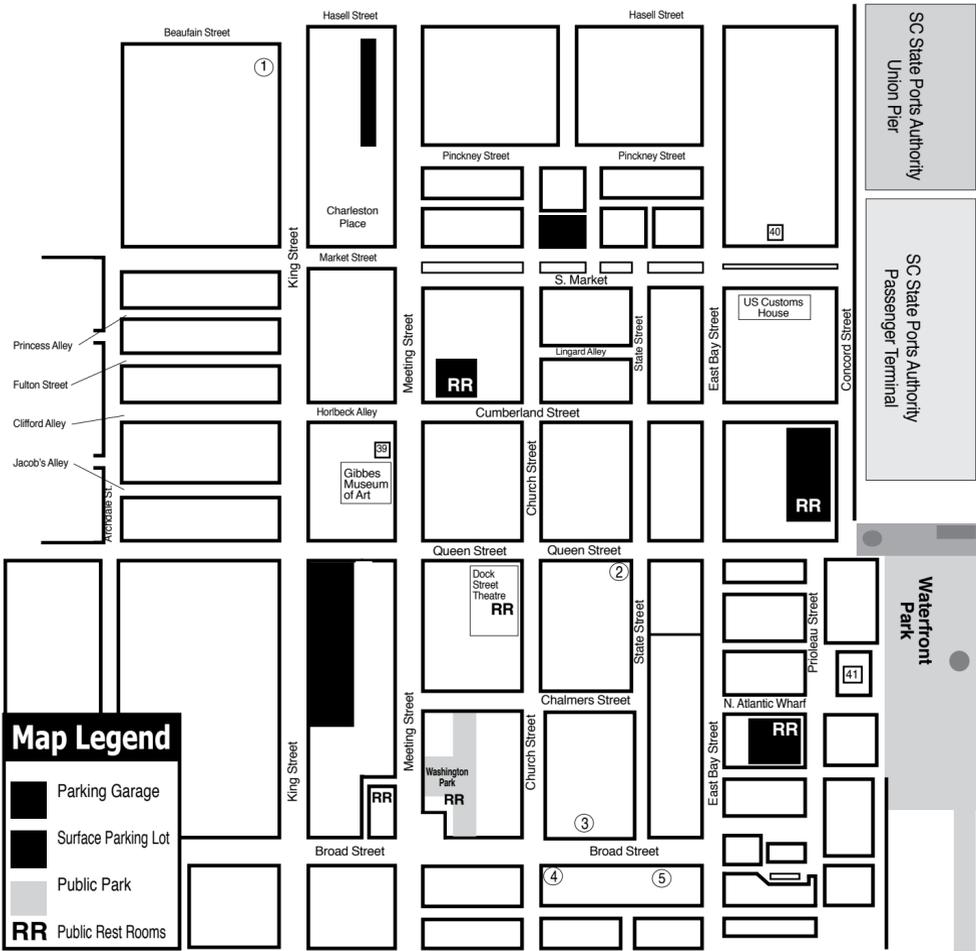 Hasell Street
Hasell Street
Beaufain Street
1
SC State Ports Authority
Union Pier
Pinckney Street
Pinckney Street
Charleston
Place
40
King Street
Market Street
S. Market
SC State Ports Authority
Passenger Terminal
US Customs
House
Meeting Street
State Street
East Bay Street
Concord Street
Princess Alley
Lingard Alley
Fulton Street
RR
Horlbeck Alley
Cumberland Street
Clifford Alley
39
Jacob's Alley
Gibbes
Museum
of Art
Church Street
RR
Archdale St.
Queen Street
Queen Street
Dock
Street
Theatre
RR
2
State Street
Prioleau Street
Waterfront
Park
41
Chalmers Street
N. Atlantic Wharf
Meeting Street
Church Street
East Bay Street
RR
King Street
Washington
Park
RR
RR
3
Broad Street
Broad Street
4
5
Map Legend
Parking Garage
Surface Parking Lot
Public Park
RR Public Rest Rooms